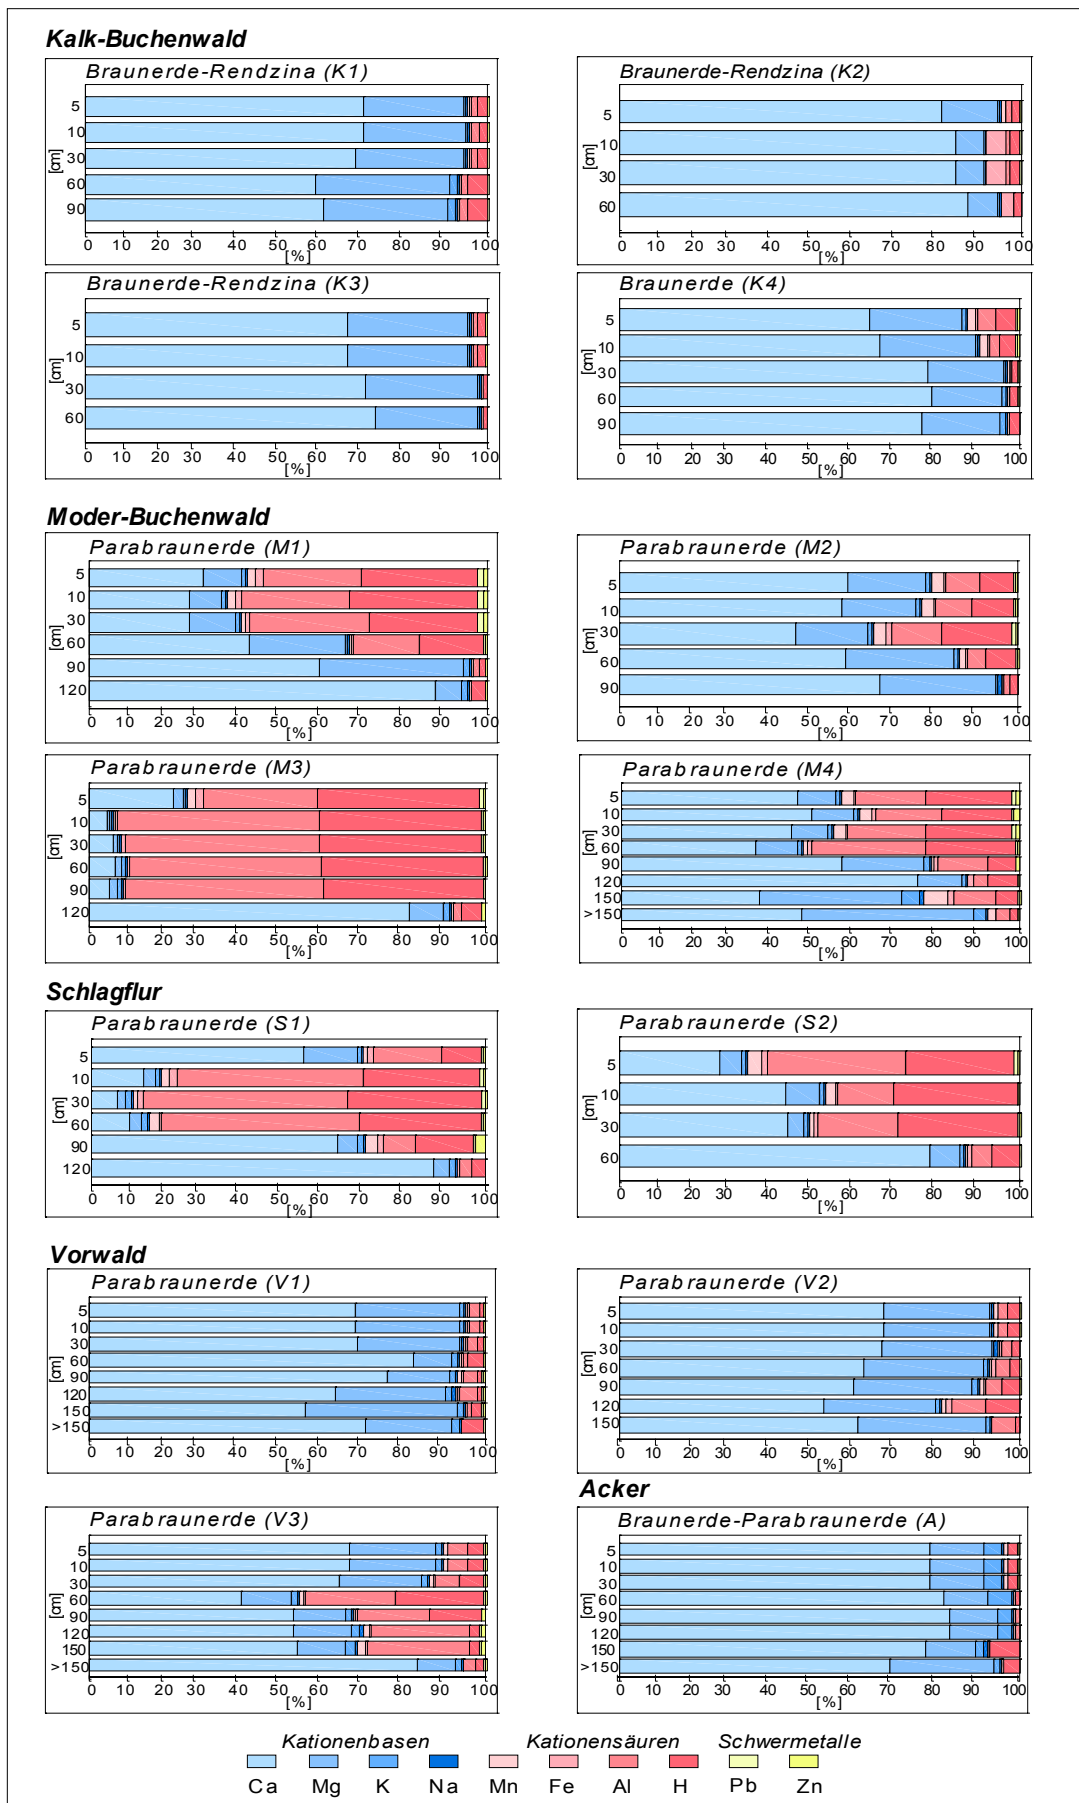 Kalk-Buchenwald
Braunerde-Rendzina (K1)
5
10
30
60
90
[cm]
0 10 20 30 40 50 60 70 80 90 100
[%]
Braunerde-Rendzina (K2)
5
10
30
60
[cm]
0 10 20 30 40 50 60 70 80 90 100
[%]
Braunerde-Rendzina (K3)
5
10
30
60
[cm]
0 10 20 30 40 50 60 70 80 90 100
[%]
Braunerde (K4)
5
10
30
60
90
[cm]
0 10 20 30 40 50 60 70 80 90 100
[%]
Moder-Buchenwald
Parabraunerde (M1)
5
10
30
60
90
120
[cm]
0 10 20 30 40 50 60 70 80 90 100
[%]
Parabraunerde (M2)
5
10
30
60
90
[cm]
0 10 20 30 40 50 60 70 80 90 100
[%]
Parabraunerde (M3)
5
10
30
60
90
120
[cm]
0 10 20 30 40 50 60 70 80 90 100
[%]
Parabraunerde (M4)
5
10
30
60
90
120
150
>150
[cm]
0 10 20 30 40 50 60 70 80 90 100
[%]
Schlagflur
Parabraunerde (S1)
5
10
30
60
90
120
[cm]
0 10 20 30 40 50 60 70 80 90 100
[%]
Parabraunerde (S2)
5
10
30
60
[cm]
0 10 20 30 40 50 60 70 80 90 100
[%]
Vorwald
Parabraunerde (V1)
5
10
30
60
90
120
150
>150
[cm]
0 10 20 30 40 50 60 70 80 90 100
[%]
Parabraunerde (V2)
5
10
30
60
90
120
150
[cm]
0 10 20 30 40 50 60 70 80 90 100
[%]
Parabraunerde (V3)
5
10
30
60
90
120
150
>150
[cm]
0 10 20 30 40 50 60 70 80 90 100
[%]
Acker
Braunerde-Parabraunerde (A)
5
10
30
60
90
120
150
>150
[cm]
0 10 20 30 40 50 60 70 80 90 100
[%]
Kationenbasen Kationensäuren Schwermetalle
Ca Mg K Na Mn Fe Al H Pb Zn